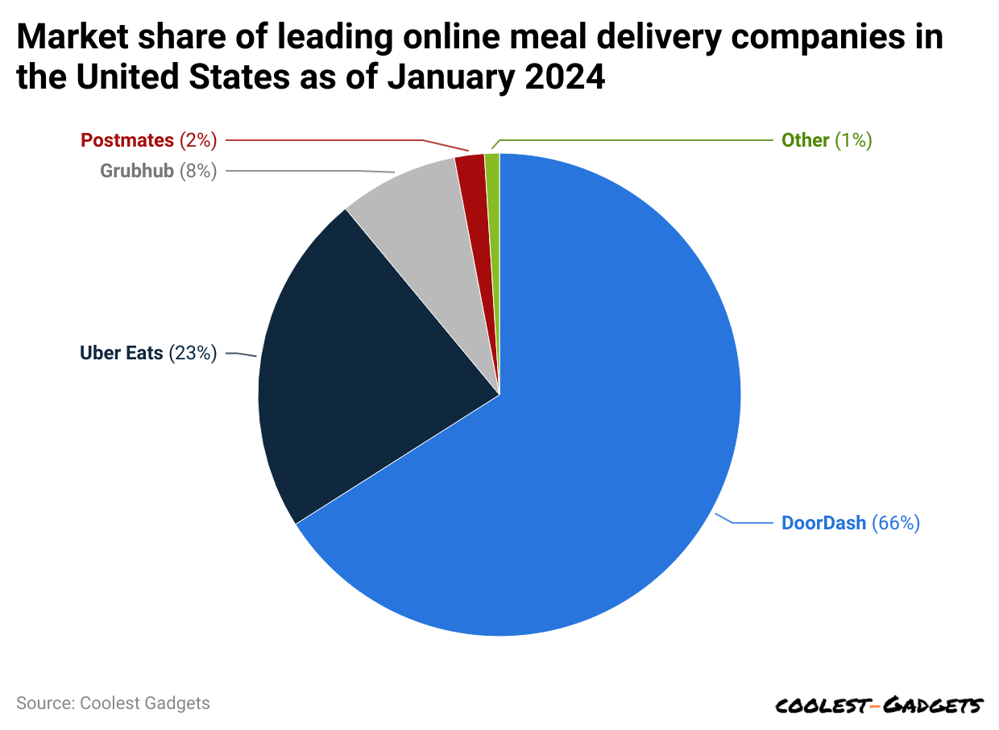 Market share of leading online meal delivery companies in
the United States as of January 2024
Postmates (2%)
Other (1%)
Grubhub (8%)
Uber Eats (23%)
DoorDash (66%)
Source: Coolest Gadgets
COOLEST-GADGETS